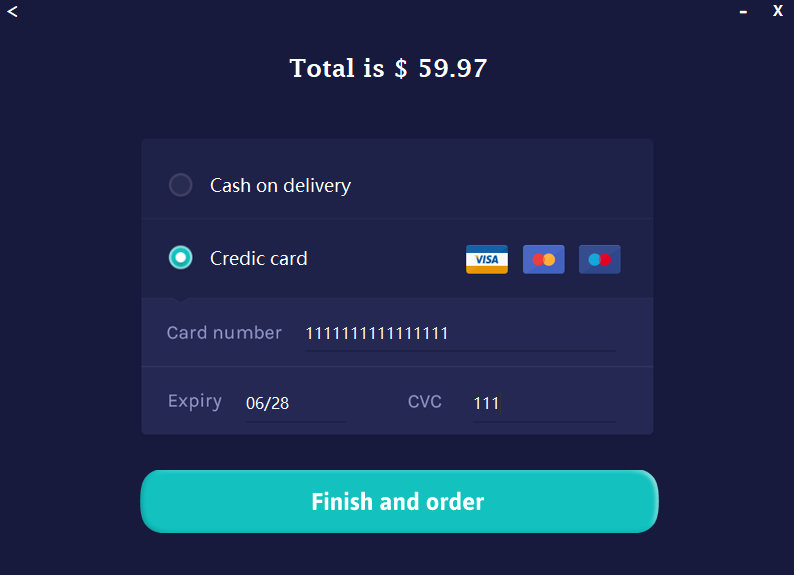 <
-
X
Total is $ 59.97
Cash on delivery
Credic card VISA
Card number 1111111111111111
Expiry 06/28 CVC 111
Finish and order